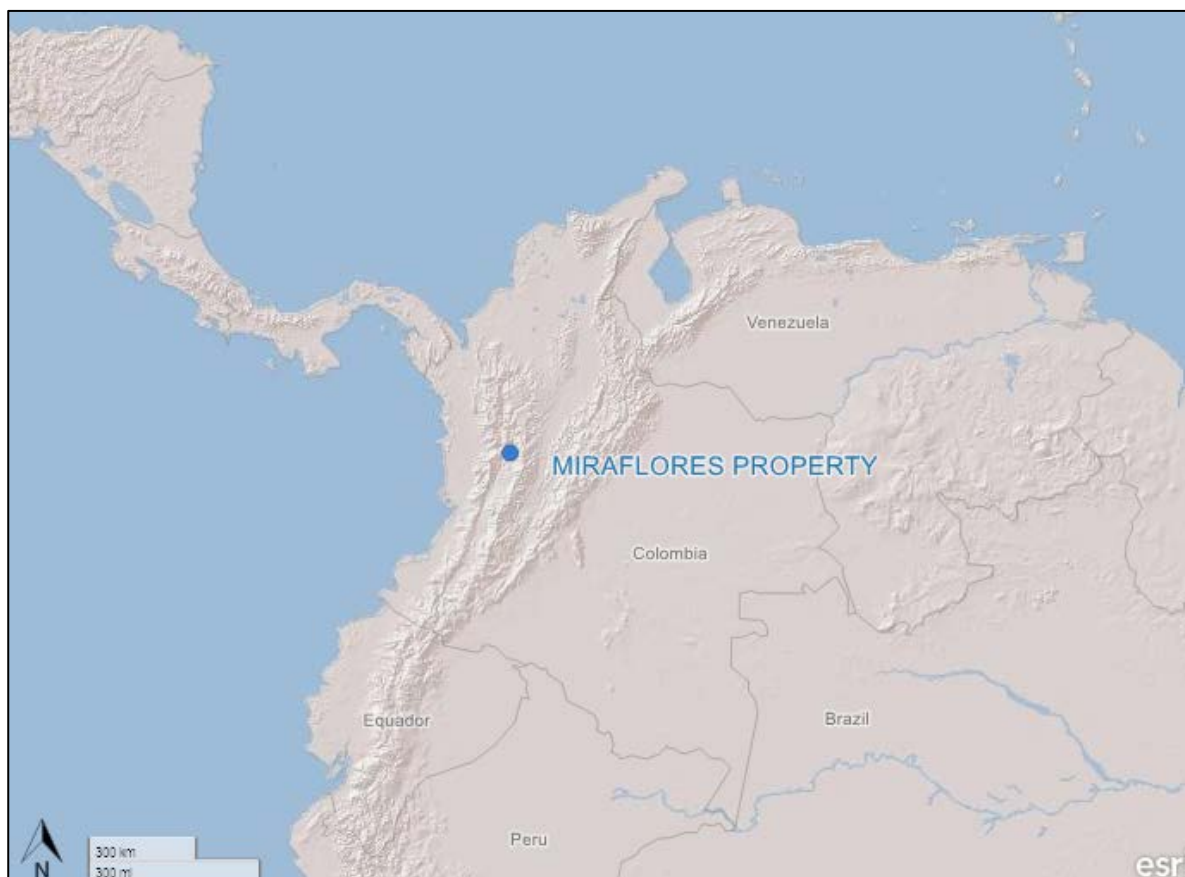 Venezuela
MIRAFLORES PROPERTY
Colombia
Equador
Brazil
Peru
300 km
300 mi
N
esr